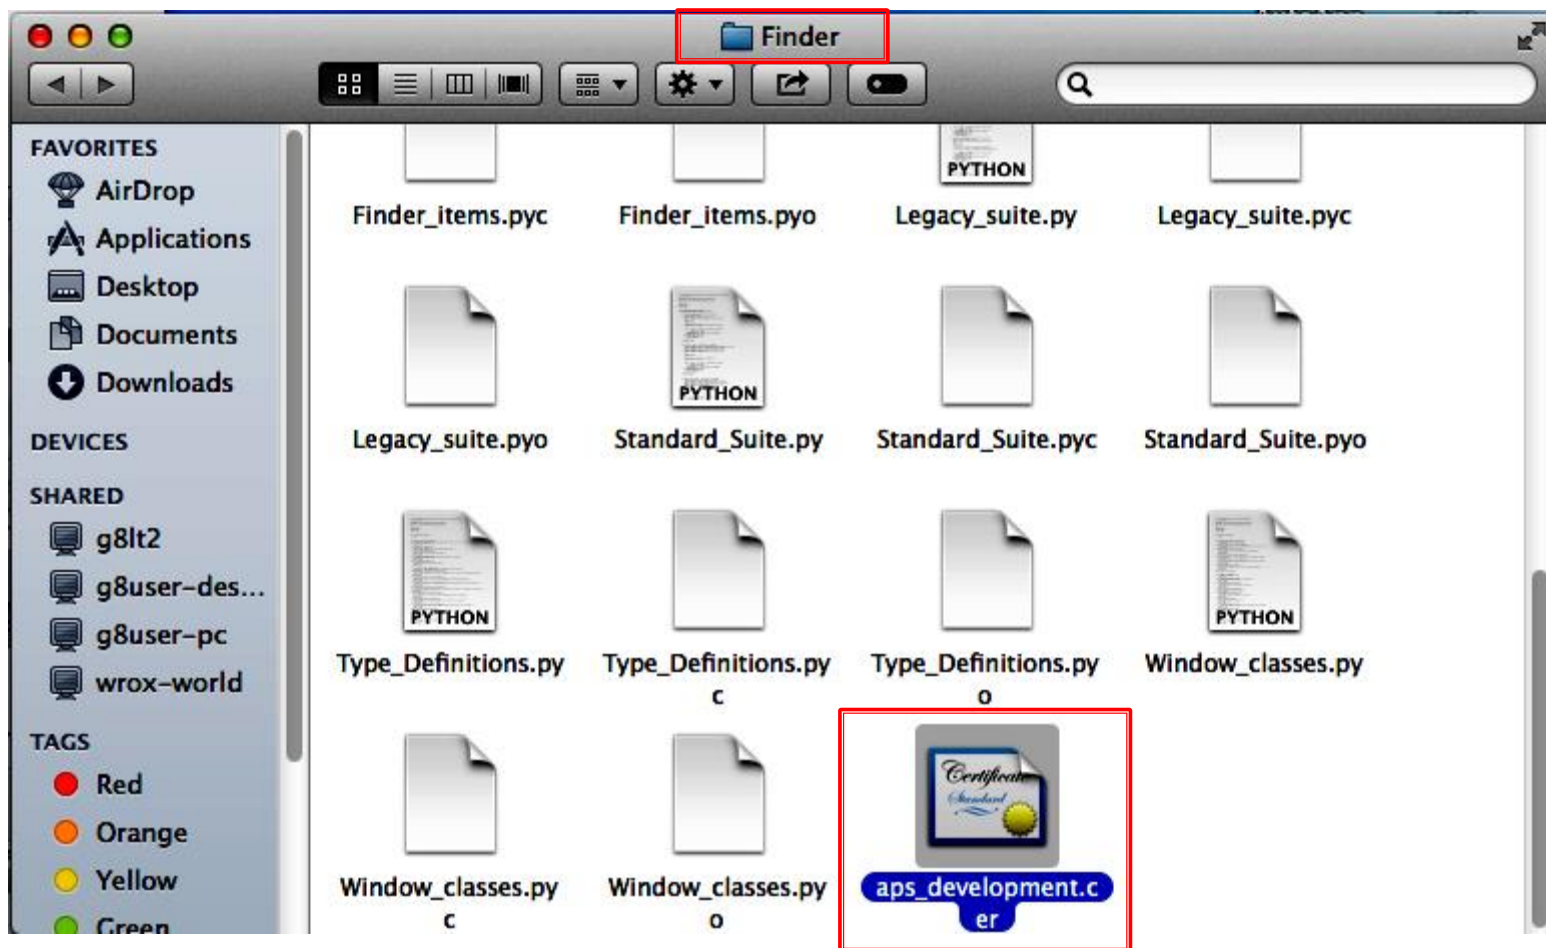 Finder
FAVORITES
AirDrop
Applications
Desktop
Documents
Downloads
DEVICES
SHARED
g8lt2
g8user-des...
g8user-pc
wrox-world
TAGS
Red
Orange
Yellow
Green
PYTHON
Finder_items.pyc
Finder_items.pyo
Legacy_suite.py
Legacy_suite.pyc
PYTHON
Legacy_suite.pyo
Standard_Suite.py
Standard_Suite.pyc
Standard_Suite.pyo
PYTHON
PYTHON
Type_Definitions.py
Type_Definitions.py
c
Type_Definitions.py
o
Window_classes.py
Certificate
Standard
Window_classes.py
c
Window_classes.py
o
aps_development.c
er